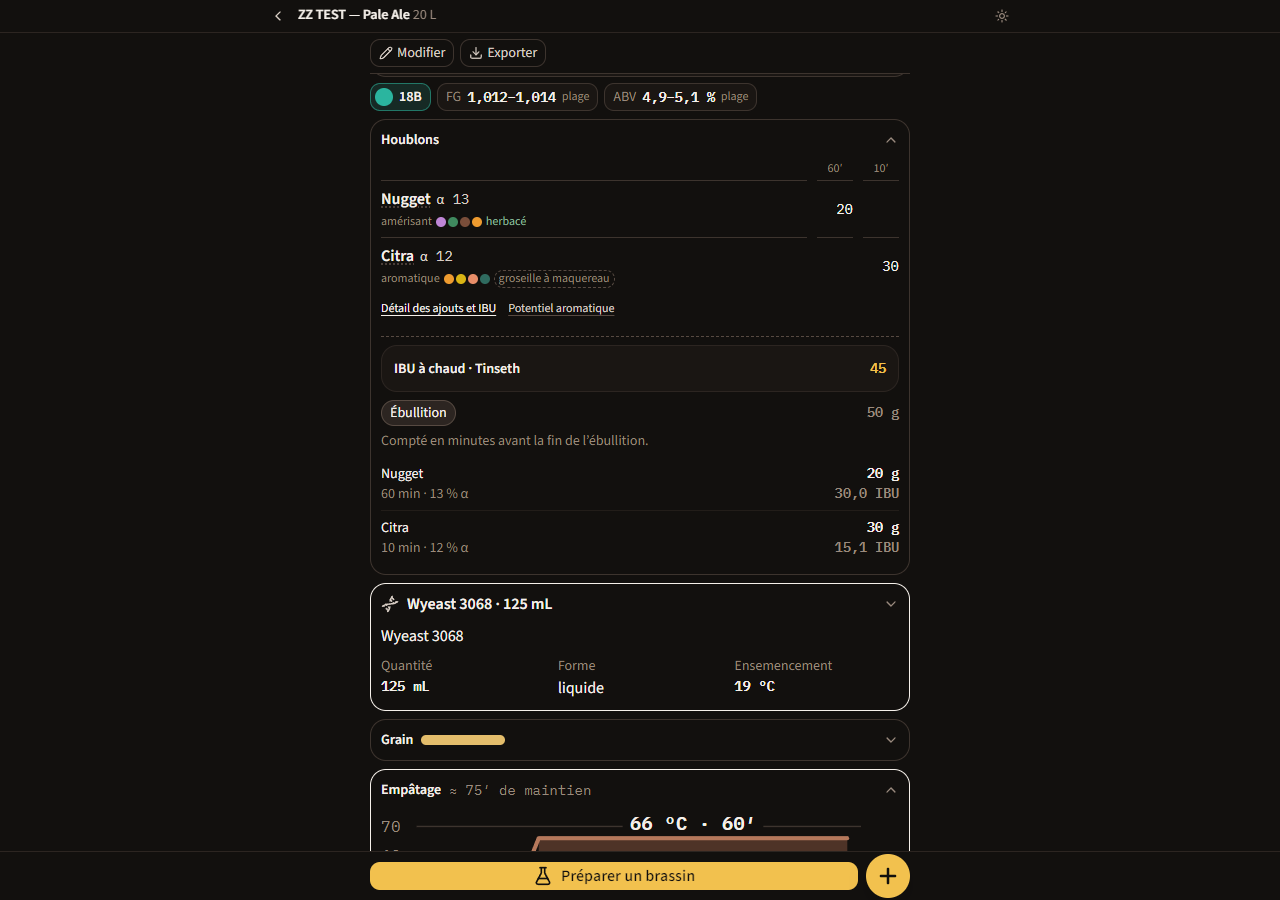 ZZ TEST — Pale Ale 20 L
Modifier Exporter
18B FG 1,012–1,014 plage ABV 4,9–5,1 % plage
Houblons
60′ 10′
Nugget α 13
20
amérisant herbacé
Citra α 12
30
aromatique groseille à maquereau
Détail des ajouts et IBU Potentiel aromatique
IBU à chaud · Tinseth 45
Ébullition 50 g
Compté en minutes avant la fin de l’ébullition.
Nugget 20 g
60 min · 13 % α 30,0 IBU
Citra 30 g
10 min · 12 % α 15,1 IBU
Wyeast 3068 · 125 mL
Wyeast 3068
Quantité Forme Ensemencement
125 mL liquide 19 °C
Grain
Empâtage ≈ 75′ de maintien
70 66 °C · 60′
Préparer un brassin